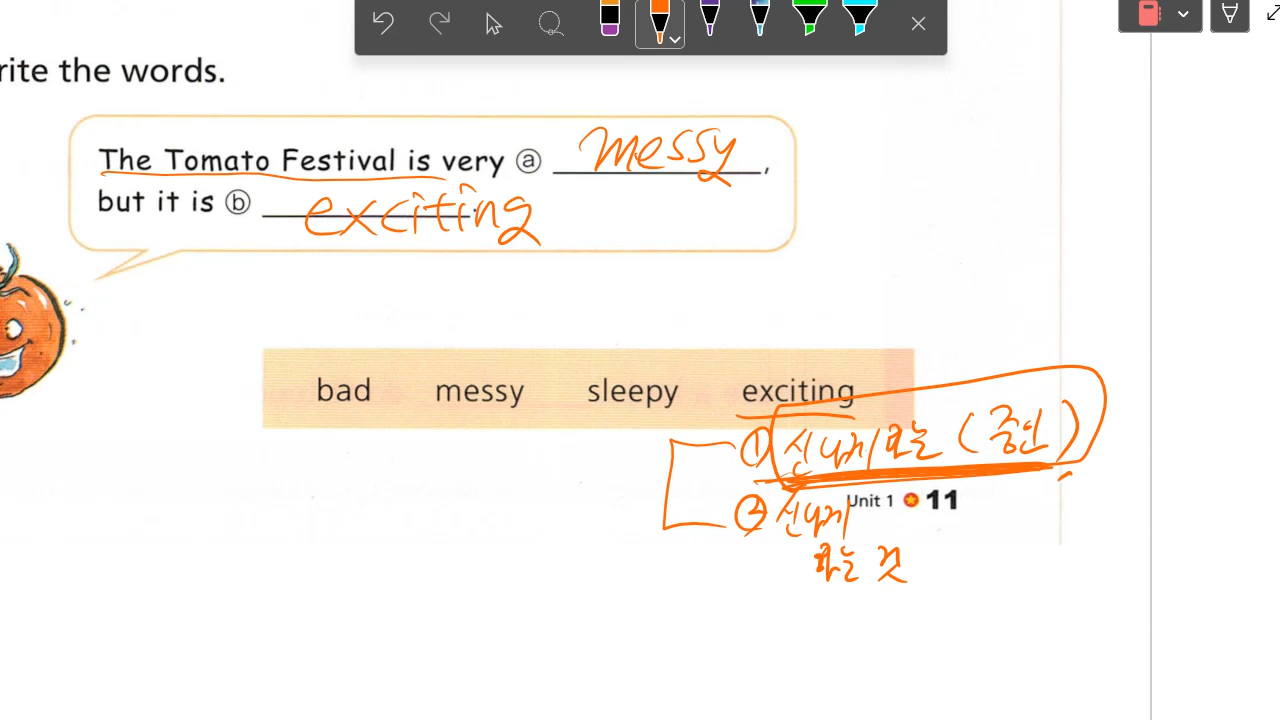 rite the words.
The Tomato Festival is very ⓐ messy,
but it is ⓑ exciting.
bad messy sleepy exciting
① 신나게 하는 (중인)
② 신나게
하는 것
Unit 1 11